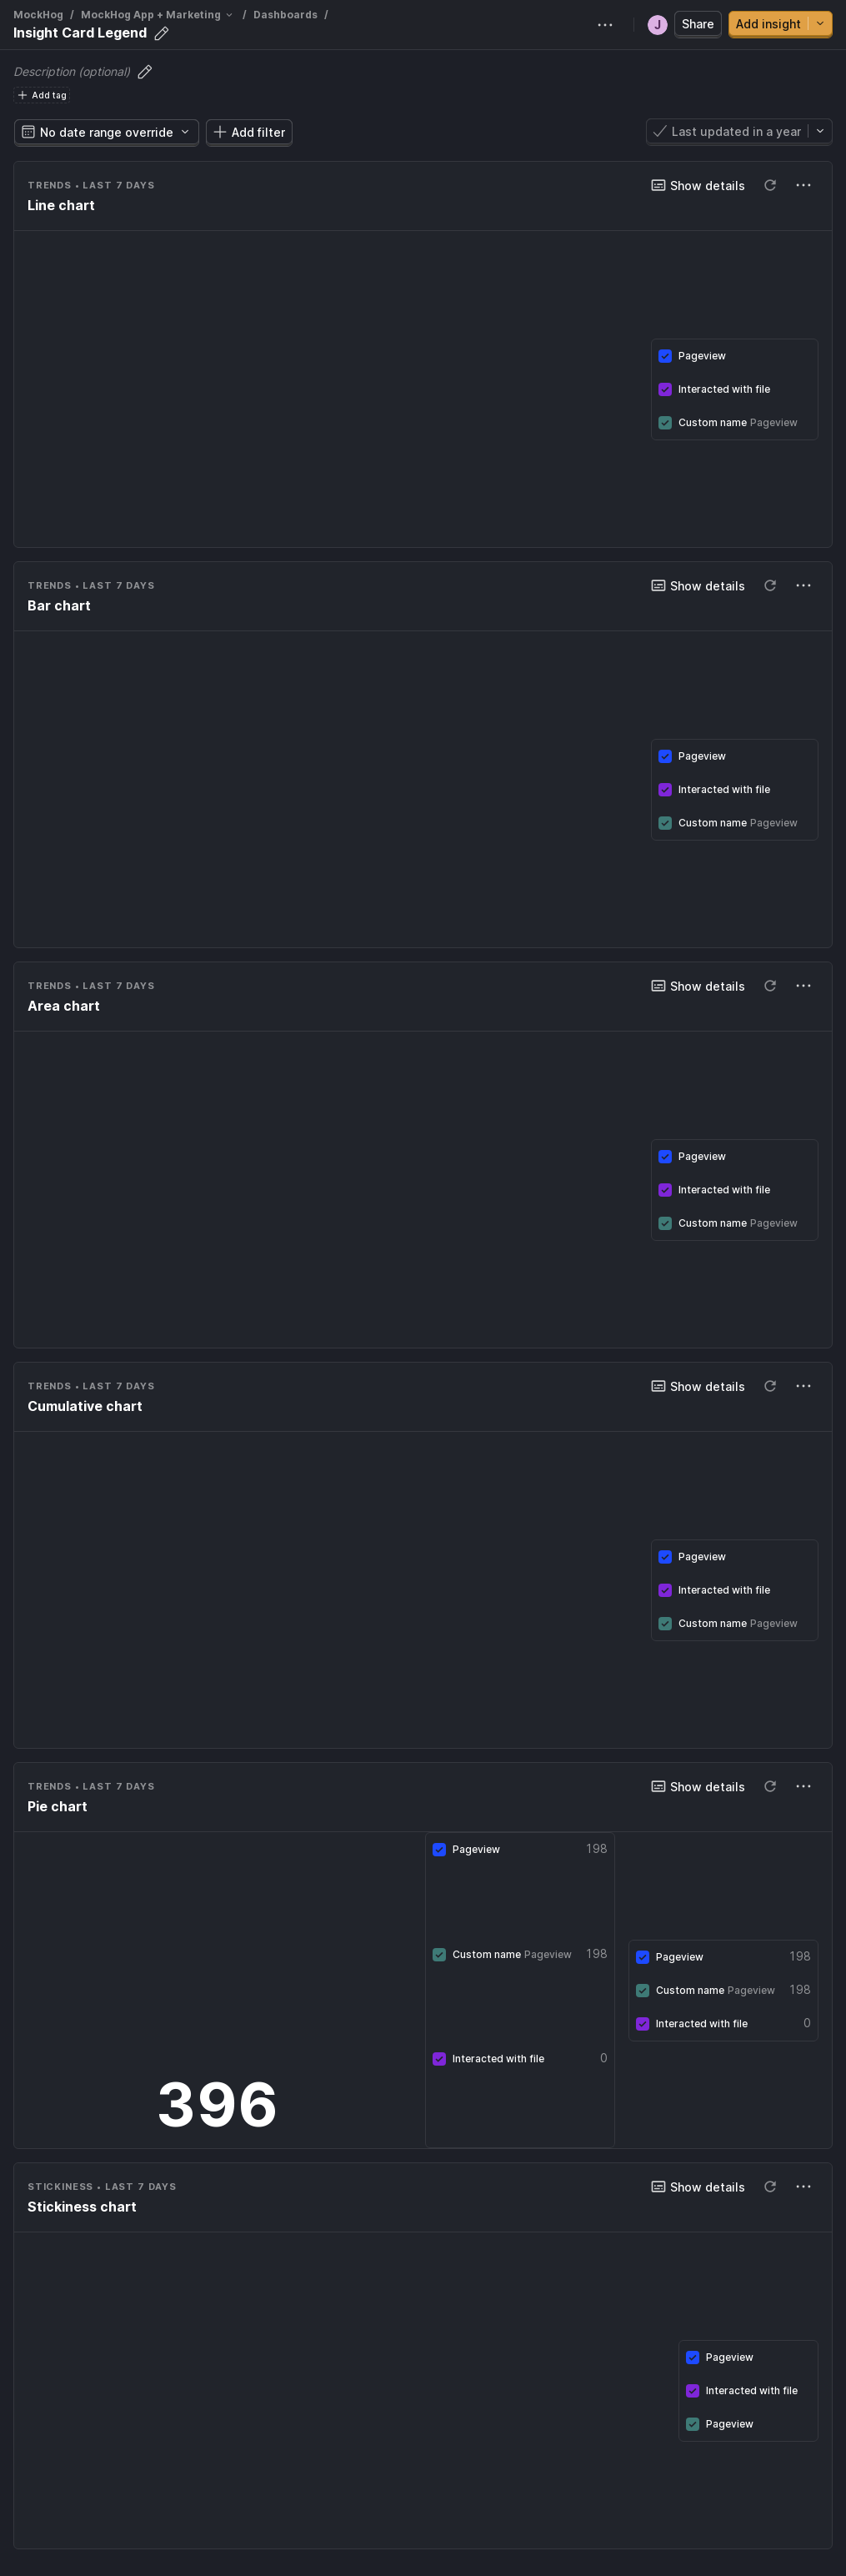 MockHog / MockHog App + Marketing / Dashboards /
Insight Card Legend
J
Share
Add insight
Description (optional)
Add tag
No date range override
Add filter
Last updated in a year
TRENDS • LAST 7 DAYS
Show details
Line chart
Pageview
Interacted with file
Custom name Pageview
TRENDS • LAST 7 DAYS
Show details
Bar chart
Pageview
Interacted with file
Custom name Pageview
TRENDS • LAST 7 DAYS
Show details
Area chart
Pageview
Interacted with file
Custom name Pageview
TRENDS • LAST 7 DAYS
Show details
Cumulative chart
Pageview
Interacted with file
Custom name Pageview
TRENDS • LAST 7 DAYS
Show details
Pie chart
396
Pageview 198
Custom name Pageview 198
Interacted with file 0
Pageview 198
Custom name Pageview 198
Interacted with file 0
STICKINESS • LAST 7 DAYS
Show details
Stickiness chart
Pageview
Interacted with file
Pageview